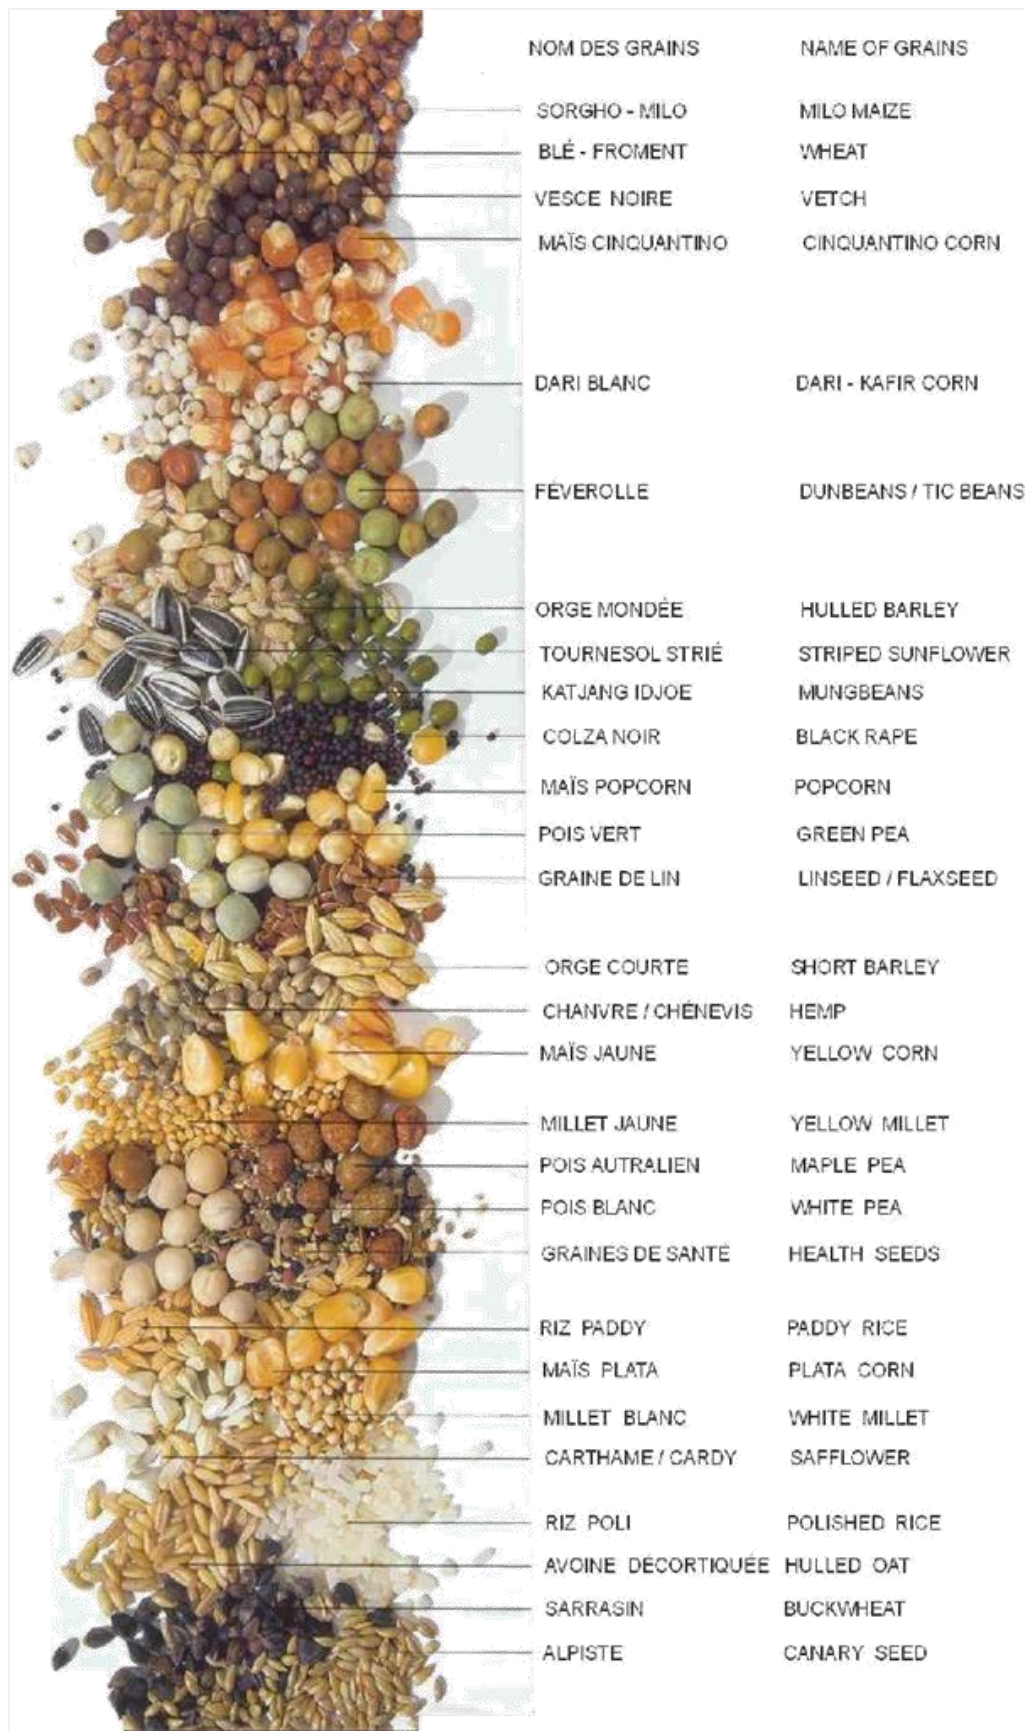 NOM DES GRAINS NAME OF GRAINS
SORGHO - MILO MILO MAIZE
BLÉ - FROMENT WHEAT
VESCE NOIRE VETCH
MAÏS CINQUANTINO CINQUANTINO CORN
DARI BLANC DARI - KAFIR CORN
FÉVEROLLE DUNBEANS / TIC BEANS
ORGE MONDÉE HULLED BARLEY
TOURNESOL STRIÉ STRIPED SUNFLOWER
KATJANG IDJOE MUNGBEANS
COLZA NOIR BLACK RAPE
MAÏS POPCORN POPCORN
POIS VERT GREEN PEA
GRAINE DE LIN LINSEED / FLAXSEED
ORGE COURTE SHORT BARLEY
CHANVRE / CHÉNEVIS HEMP
MAÏS JAUNE YELLOW CORN
MILLET JAUNE YELLOW MILLET
POIS AUTRALIEN MAPLE PEA
POIS BLANC WHITE PEA
GRAINES DE SANTÉ HEALTH SEEDS
RIZ PADDY PADDY RICE
MAÏS PLATA PLATA CORN
MILLET BLANC WHITE MILLET
CARTHAME / CARDY SAFFLOWER
RIZ POLI POLISHED RICE
AVOINE DÉCORTIQUÉE HULLED OAT
SARRASIN BUCKWHEAT
ALPISTE CANARY SEED